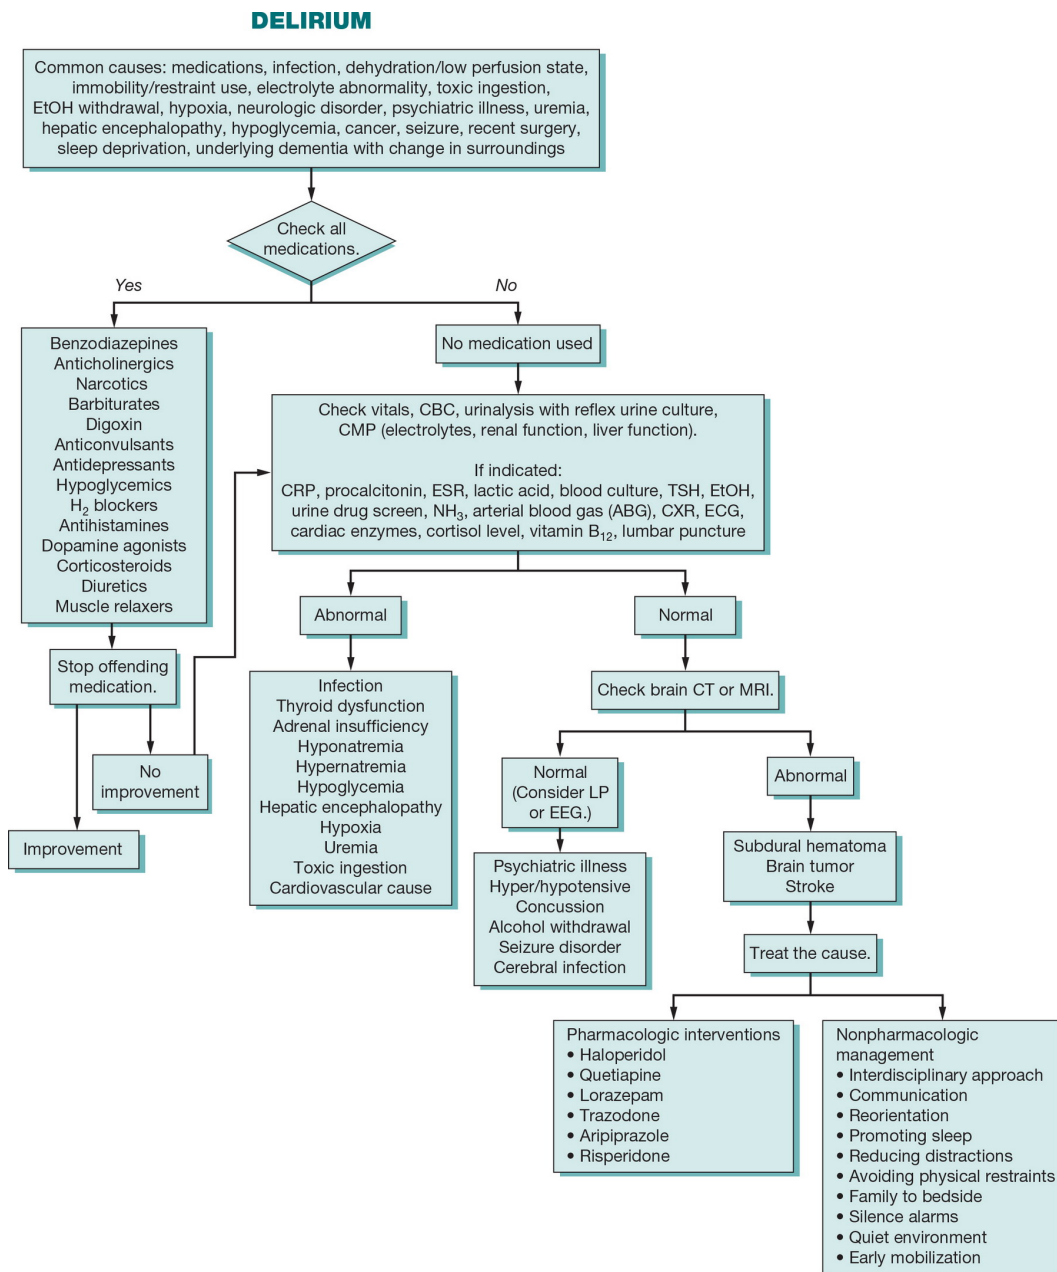 DELIRIUM
Common causes: medications, infection, dehydration/low perfusion state,
immobility/restraint use, electrolyte abnormality, toxic ingestion,
EtOH withdrawal, hypoxia, neurologic disorder, psychiatric illness, uremia,
hepatic encephalopathy, hypoglycemia, cancer, seizure, recent surgery,
sleep deprivation, underlying dementia with change in surroundings
Check all
medications.
Yes
No
Benzodiazepines
Anticholinergics
Narcotics
Barbiturates
Digoxin
Anticonvulsants
Antidepressants
Hypoglycemics
H₂ blockers
Antihistamines
Dopamine agonists
Corticosteroids
Diuretics
Muscle relaxers
No medication used
Check vitals, CBC, urinalysis with reflex urine culture,
CMP (electrolytes, renal function, liver function).
If indicated:
CRP, procalcitonin, ESR, lactic acid, blood culture, TSH, EtOH,
urine drug screen, NH₃, arterial blood gas (ABG), CXR, ECG,
cardiac enzymes, cortisol level, vitamin B₁₂, lumbar puncture
Stop offending
medication.
No
improvement
Improvement
Abnormal
Normal
Infection
Thyroid dysfunction
Adrenal insufficiency
Hyponatremia
Hypernatremia
Hypoglycemia
Hepatic encephalopathy
Hypoxia
Uremia
Toxic ingestion
Cardiovascular cause
Check brain CT or MRI.
Normal
(Consider LP
or EEG.)
Abnormal
Psychiatric illness
Hyper/hypotensive
Concussion
Alcohol withdrawal
Seizure disorder
Cerebral infection
Subdural hematoma
Brain tumor
Stroke
Treat the cause.
Pharmacologic interventions
• Haloperidol
• Quetiapine
• Lorazepam
• Trazodone
• Aripiprazole
• Risperidone
Nonpharmacologic
management
• Interdisciplinary approach
• Communication
• Reorientation
• Promoting sleep
• Reducing distractions
• Avoiding physical restraints
• Family to bedside
• Silence alarms
• Quiet environment
• Early mobilization